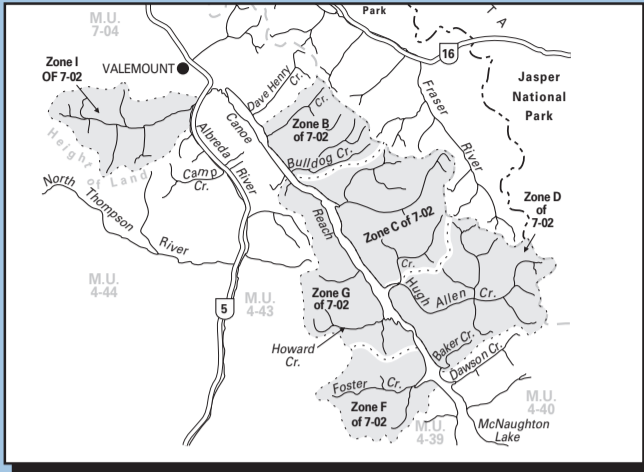 Park
T A
M.U.
7-04
16
Zone I
OF 7-02
VALEMOUNT
Jasper
National
Park
Dave Henry
Cr.
Cr.
Zone B
of 7-02
Fraser
River
Canoe
Albreda
River
Bulldog Cr.
Height of Land
Camp
Cr.
North
Thompson
River
Reach
Zone C of 7-02
Zone D
of
7-02
Cr.
Hugh Allen Cr.
M.U.
4-44
M.U.
4-43
5
Zone G
of 7-02
Howard
Cr.
Baker Cr.
Dawson Cr.
Foster Cr.
Zone F
of 7-02
M.U.
4-39
M.U.
4-40
McNaughton
Lake